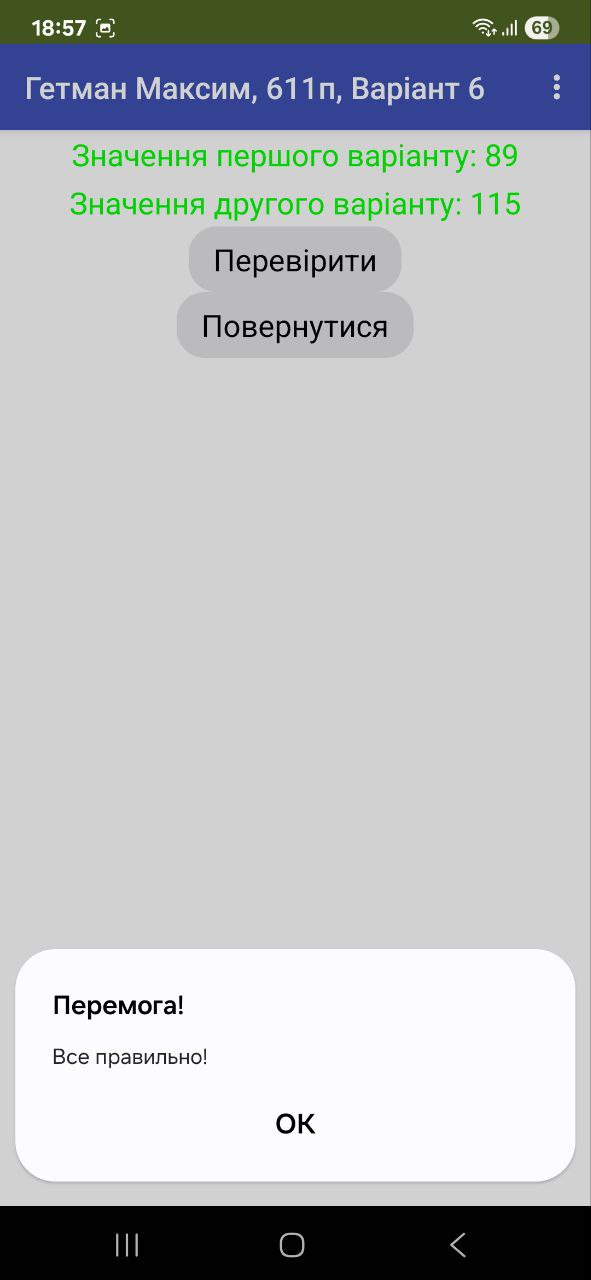 18:57
69
Гетман Максим, 611п, Варіант 6
Значення першого варіанту: 89
Значення другого варіанту: 115
Перевірити
Повернутися
Перемога!
Все правильно!
ОК